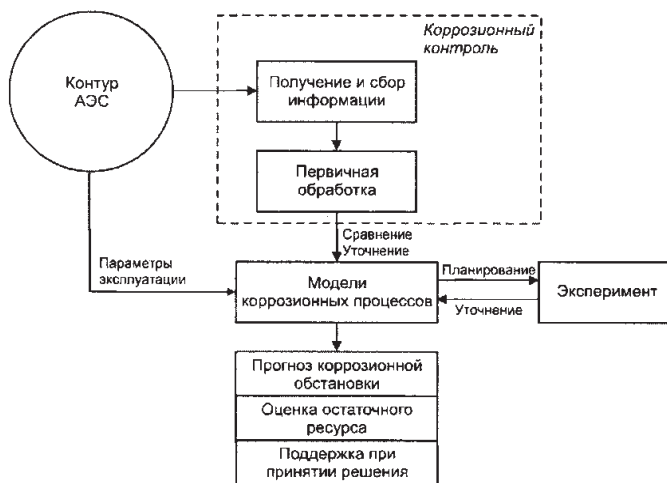 Коррозионный
контроль
Контур
АЭС
Получение и сбор
информации
Первичная
обработка
Сравнение
Уточнение
Параметры
эксплуатации
Модели
коррозионных процессов
Планирование
Уточнение
Эксперимент
Прогноз коррозионной
обстановки
Оценка остаточного
ресурса
Поддержка при
принятии решения